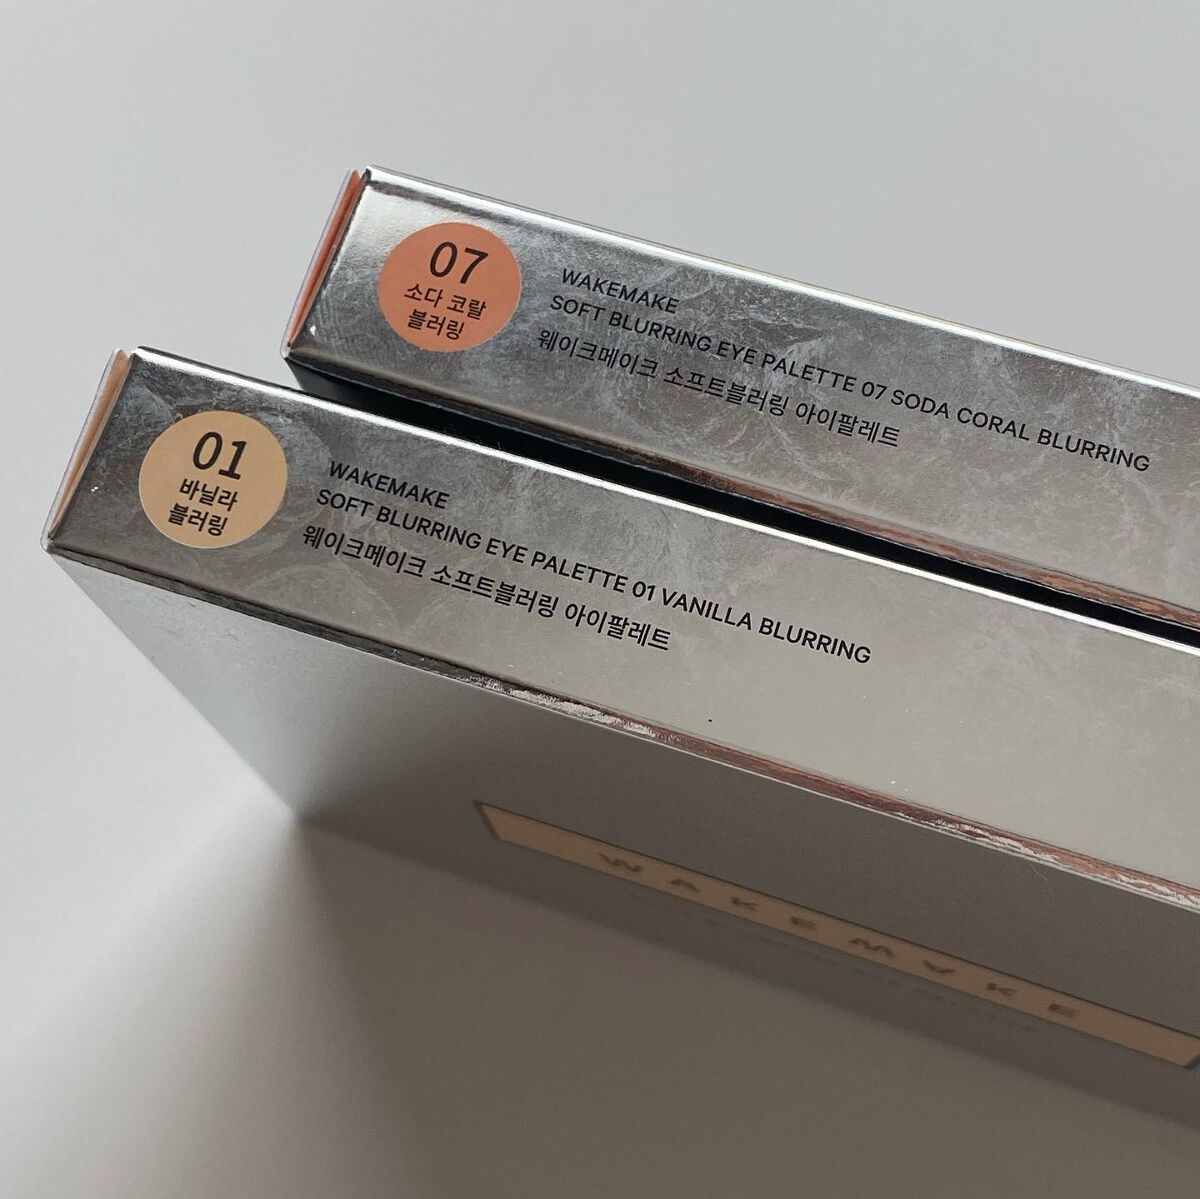 07
소다 코랄
블러링
WAKEMAKE
SOFT BLURRING EYE PALETTE 07 SODA CORAL BLURRING
웨이크메이크 소프트블러링 아이팔레트
01
바닐라
블러링
WAKEMAKE
SOFT BLURRING EYE PALETTE 01 VANILLA BLURRING
웨이크메이크 소프트블러링 아이팔레트
WAKEMAKE